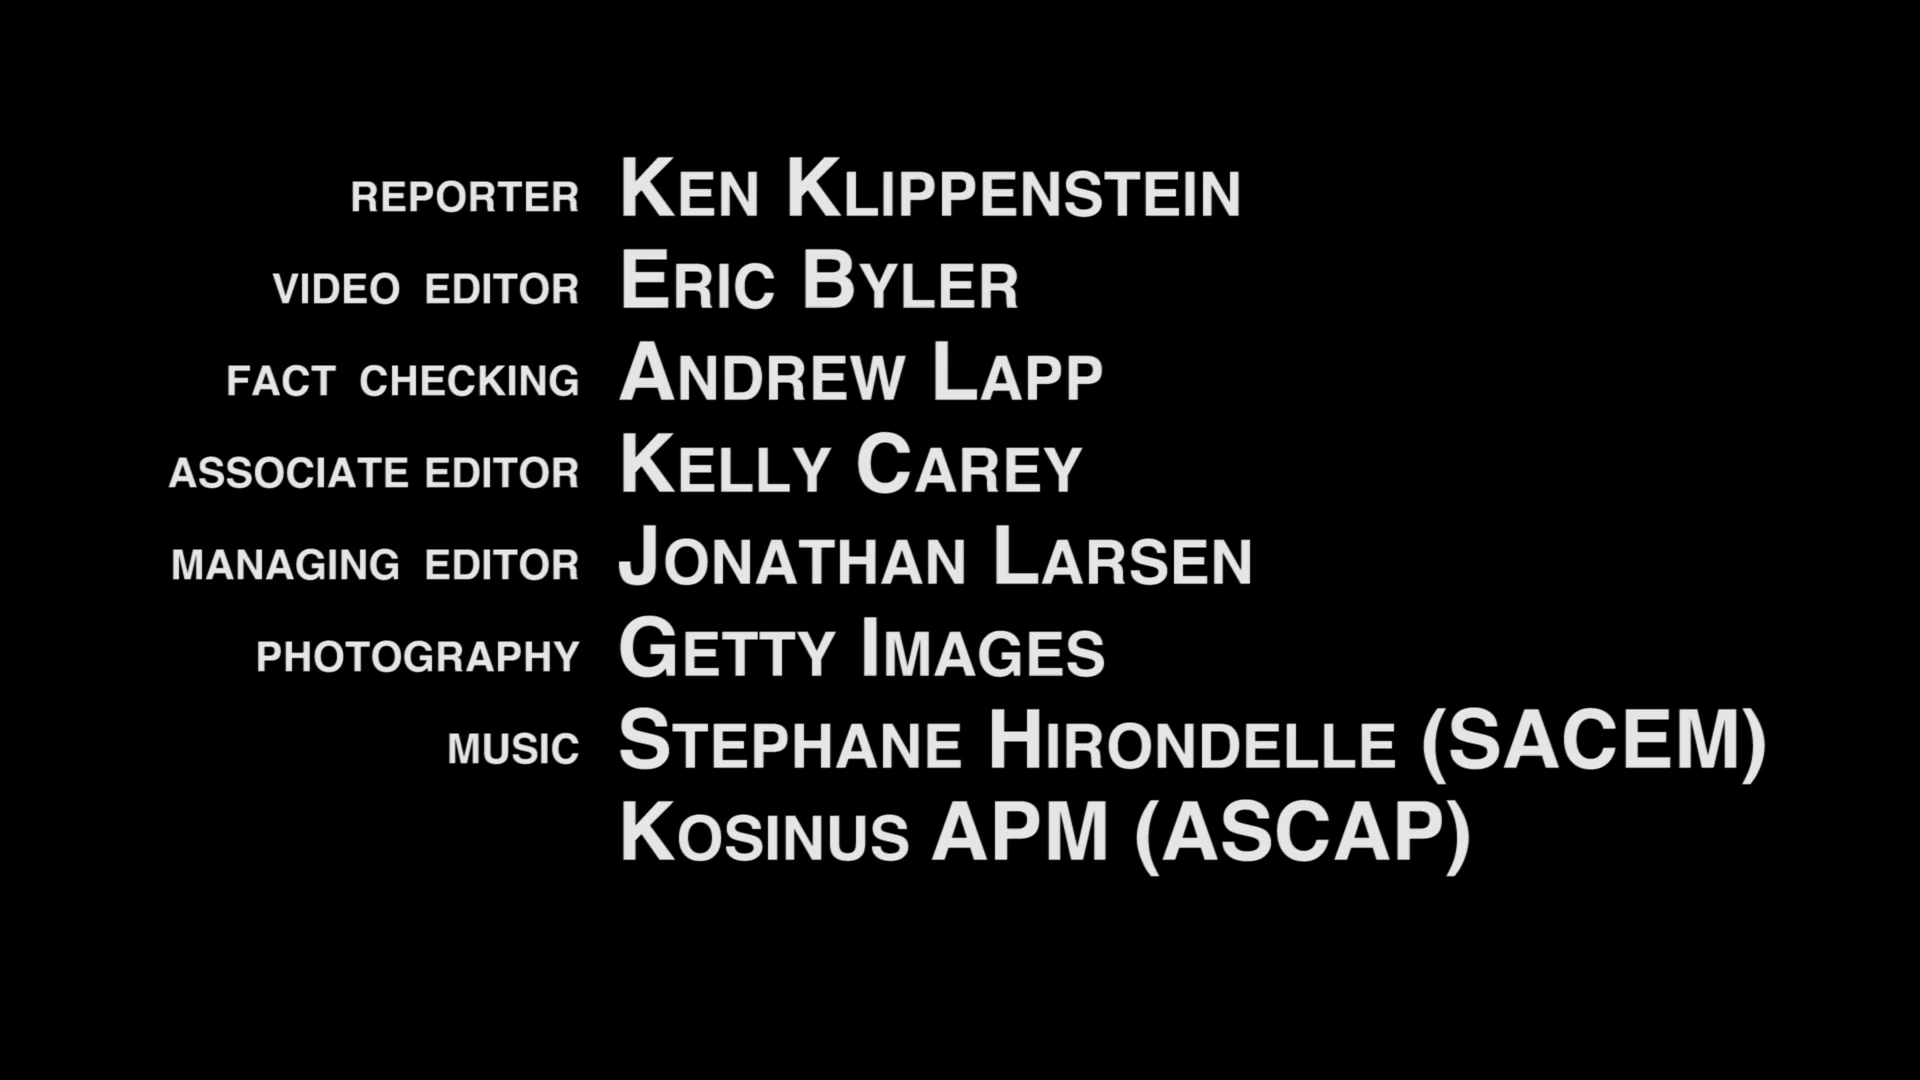 REPORTER KEN KLIPPENSTEIN
VIDEO EDITOR ERIC BYLER
FACT CHECKING ANDREW LAPP
ASSOCIATE EDITOR KELLY CAREY
MANAGING EDITOR JONATHAN LARSEN
PHOTOGRAPHY GETTY IMAGES
MUSIC STEPHANE HIRONDELLE (SACEM)
KOSINUS APM (ASCAP)